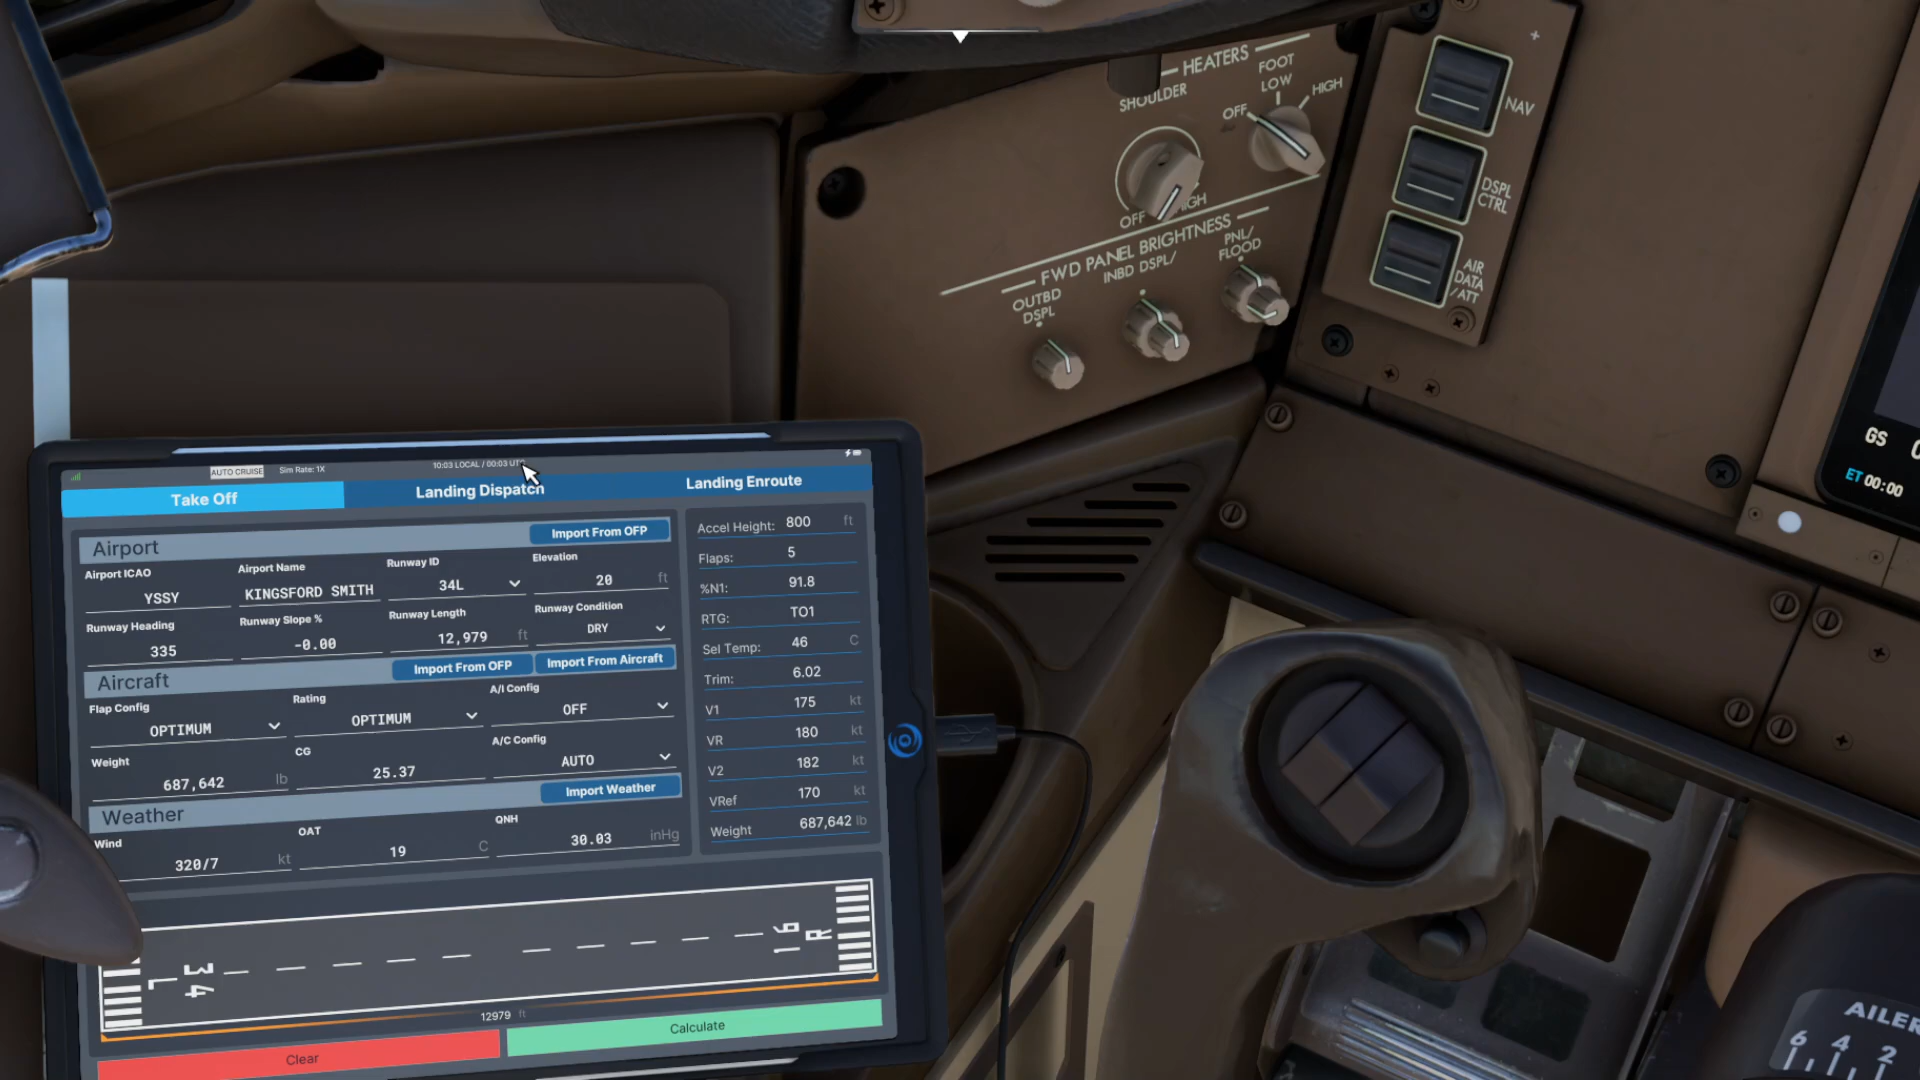 HEATERS
SHOULDER
FOOT
LOW
OFF
HIGH
OFF
FWD PANEL BRIGHTNESS
OUTBD
DSPL
INBD DSPL/
PNL/
FLOOD
NAV
DSPL
CTRL
AIR
DATA
/ATT
GS
ET 00:00
AUTO CRUISE
Sim Rate: 1X
10:03 LOCAL / 00:03 UTC
Take Off
Landing Dispatch
Landing Enroute
Airport
Import From OFP
Airport ICAO
Airport Name
Runway ID
Elevation
YSSY
KINGSFORD SMITH
34L
20 ft
Runway Heading
Runway Slope %
Runway Length
Runway Condition
335
-0.00
12,979 ft
DRY
Aircraft
Import From OFP
Import From Aircraft
Flap Config
Rating
A/I Config
OPTIMUM
OPTIMUM
OFF
Weight
CG
A/C Config
687,642 lb
25.37
AUTO
Weather
Import Weather
Wind
OAT
QNH
320/7 kt
19 C
30.03 inHg
Accel Height: 800 ft
Flaps: 5
%N1: 91.8
RTG: TO1
Sel Temp: 46 C
Trim: 6.02
V1 175 kt
VR 180 kt
V2 182 kt
VRef 170 kt
Weight 687,642 lb
34
L
16
R
12979 ft
Clear
Calculate
AILER
6 4 2